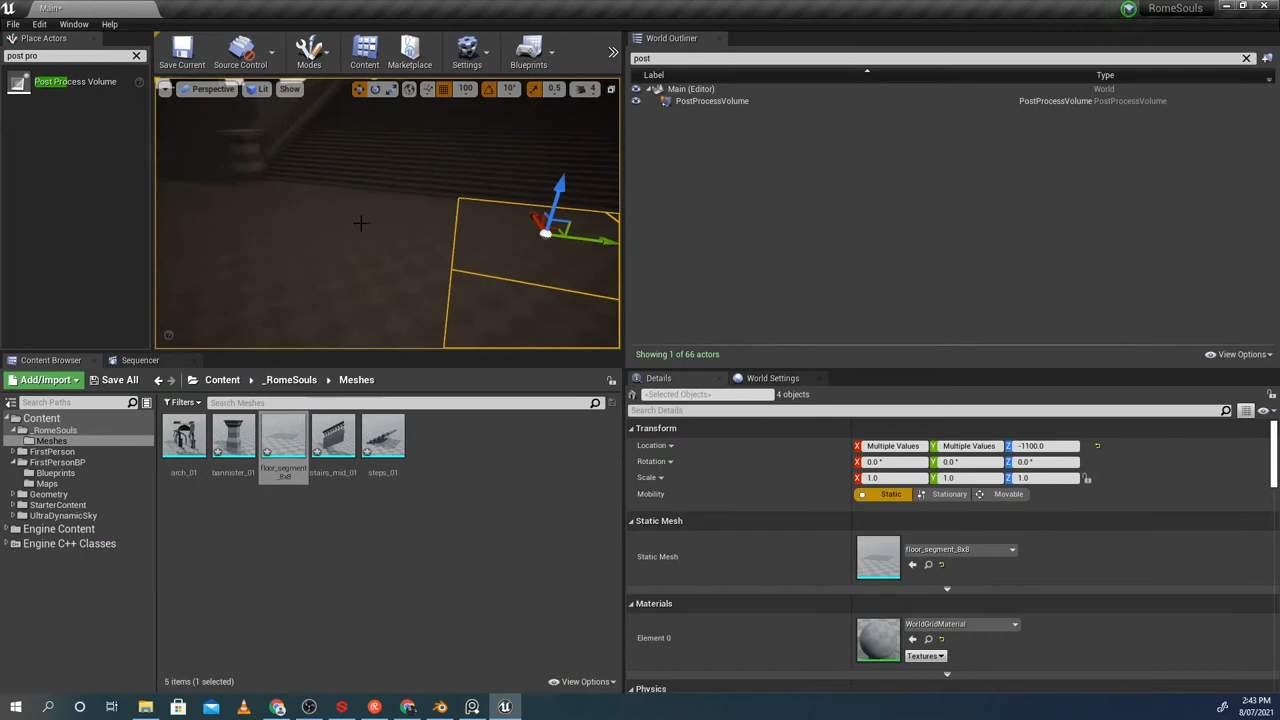 Main*
RomeSouls
File Edit Window Help
Place Actors
post pro
Post Process Volume
Save Current
Source Control
Modes
Content
Marketplace
Settings
Blueprints
Perspective
Lit
Show
100
10°
0.5
4
World Outliner
post
Label
Type
Main (Editor)
World
PostProcessVolume
PostProcessVolume PostProcessVolume
Showing 1 of 66 actors
View Options
Content Browser
Sequencer
Add/Import
Save All
Content
_RomeSouls
Meshes
Search Paths
Filters
Search Meshes
Content
_RomeSouls
Meshes
FirstPerson
FirstPersonBP
Blueprints
Maps
Geometry
StarterContent
UltraDynamicSky
Engine Content
Engine C++ Classes
arch_01
bannister_01
floor_segment
_8x8
stairs_mid_01
steps_01
5 items (1 selected)
View Options
Details
World Settings
<Selected Objects>
4 objects
Search Details
Transform
Location
X Multiple Values Y Multiple Values Z -1100.0
Rotation
X 0.0 ° Y 0.0 ° Z 0.0 °
Scale
X 1.0 Y 1.0 Z 1.0
Mobility
Static
Stationary
Movable
Static Mesh
Static Mesh
floor_segment_8x8
Materials
Element 0
WorldGridMaterial
Textures
Physics
2:43 PM
8/07/2021